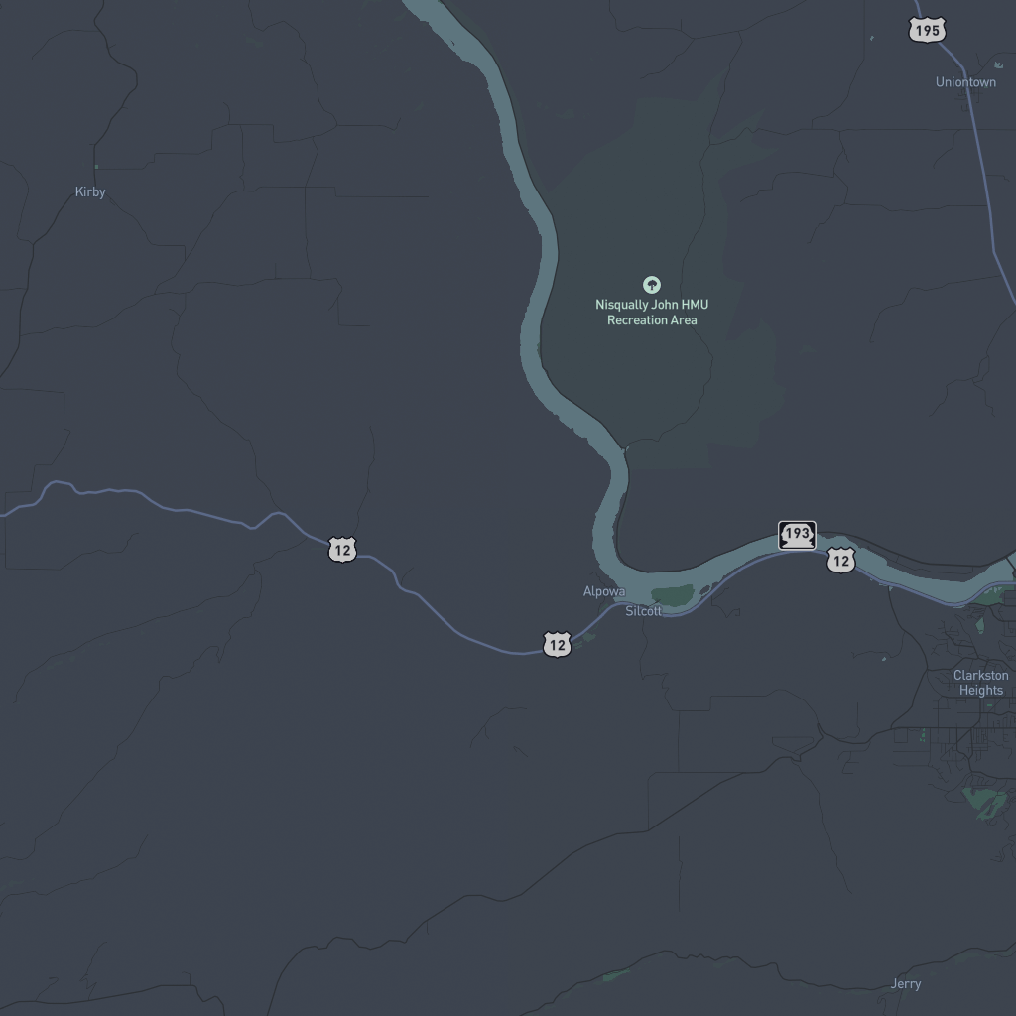 195
Uniontown
Kirby
Nisqually John HMU
Recreation Area
193
12
12
Alpowa
Silcott
12
Clarkston
Heights
Jerry